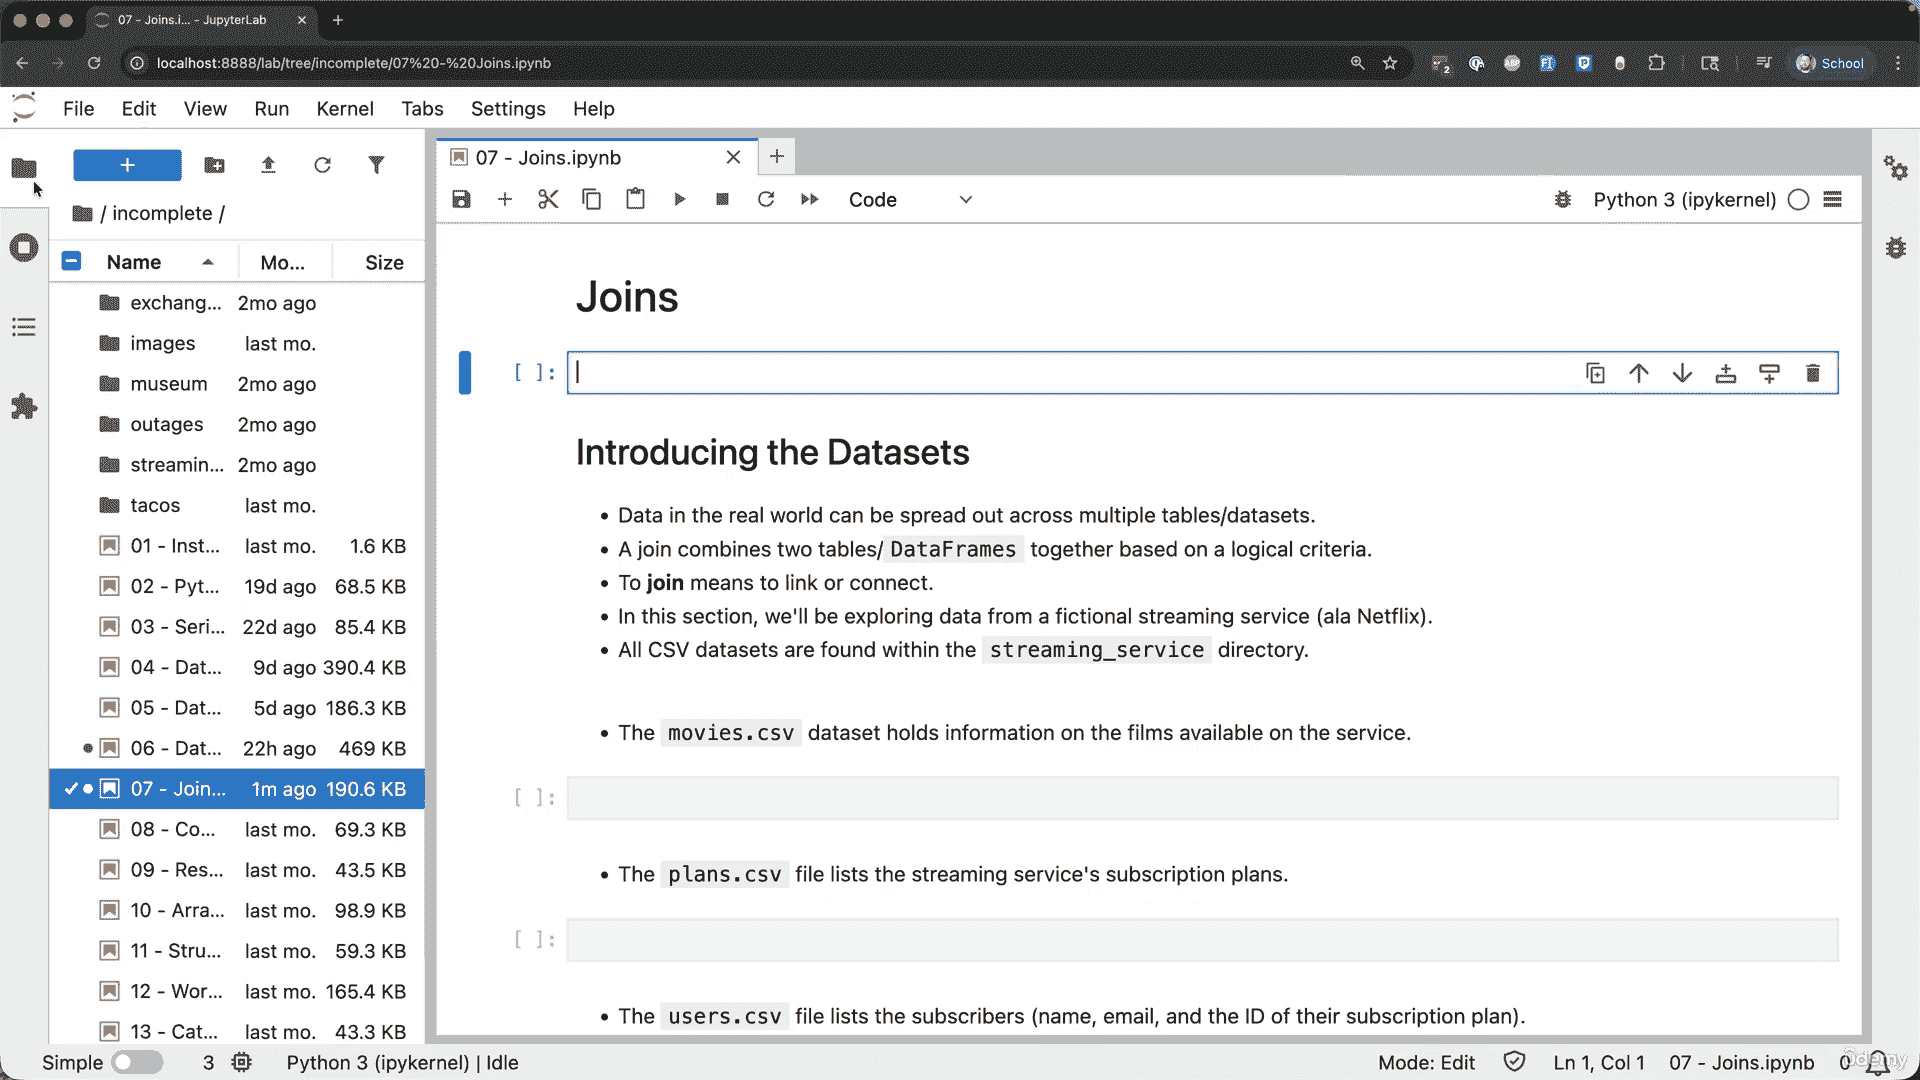 07 - Joins.i... - JupyterLab
localhost:8888/lab/tree/incomplete/07%20-%20Joins.ipynb
2
ABP
School
File Edit View Run Kernel Tabs Settings Help
07 - Joins.ipynb
Code
Python 3 (ipykernel)
/ incomplete /
Name Mo... Size
exchang... 2mo ago
images last mo.
museum 2mo ago
outages 2mo ago
streamin... 2mo ago
tacos last mo.
01 - Inst... last mo. 1.6 KB
02 - Pyt... 19d ago 68.5 KB
03 - Seri... 22d ago 85.4 KB
04 - Dat... 9d ago 390.4 KB
05 - Dat... 5d ago 186.3 KB
06 - Dat... 22h ago 469 KB
07 - Join... 1m ago 190.6 KB
08 - Co... last mo. 69.3 KB
09 - Res... last mo. 43.5 KB
10 - Arra... last mo. 98.9 KB
11 - Stru... last mo. 59.3 KB
12 - Wor... last mo. 165.4 KB
13 - Cat... last mo. 43.3 KB
Joins
[ ]:
Introducing the Datasets
• Data in the real world can be spread out across multiple tables/datasets.
• A join combines two tables/ DataFrames together based on a logical criteria.
• To join means to link or connect.
• In this section, we'll be exploring data from a fictional streaming service (ala Netflix).
• All CSV datasets are found within the streaming_service directory.
• The movies.csv dataset holds information on the films available on the service.
[ ]:
• The plans.csv file lists the streaming service's subscription plans.
[ ]:
• The users.csv file lists the subscribers (name, email, and the ID of their subscription plan).
Simple 3 Python 3 (ipykernel) | Idle
Mode: Edit Ln 1, Col 1 07 - Joins.ipynb 0
Udemy